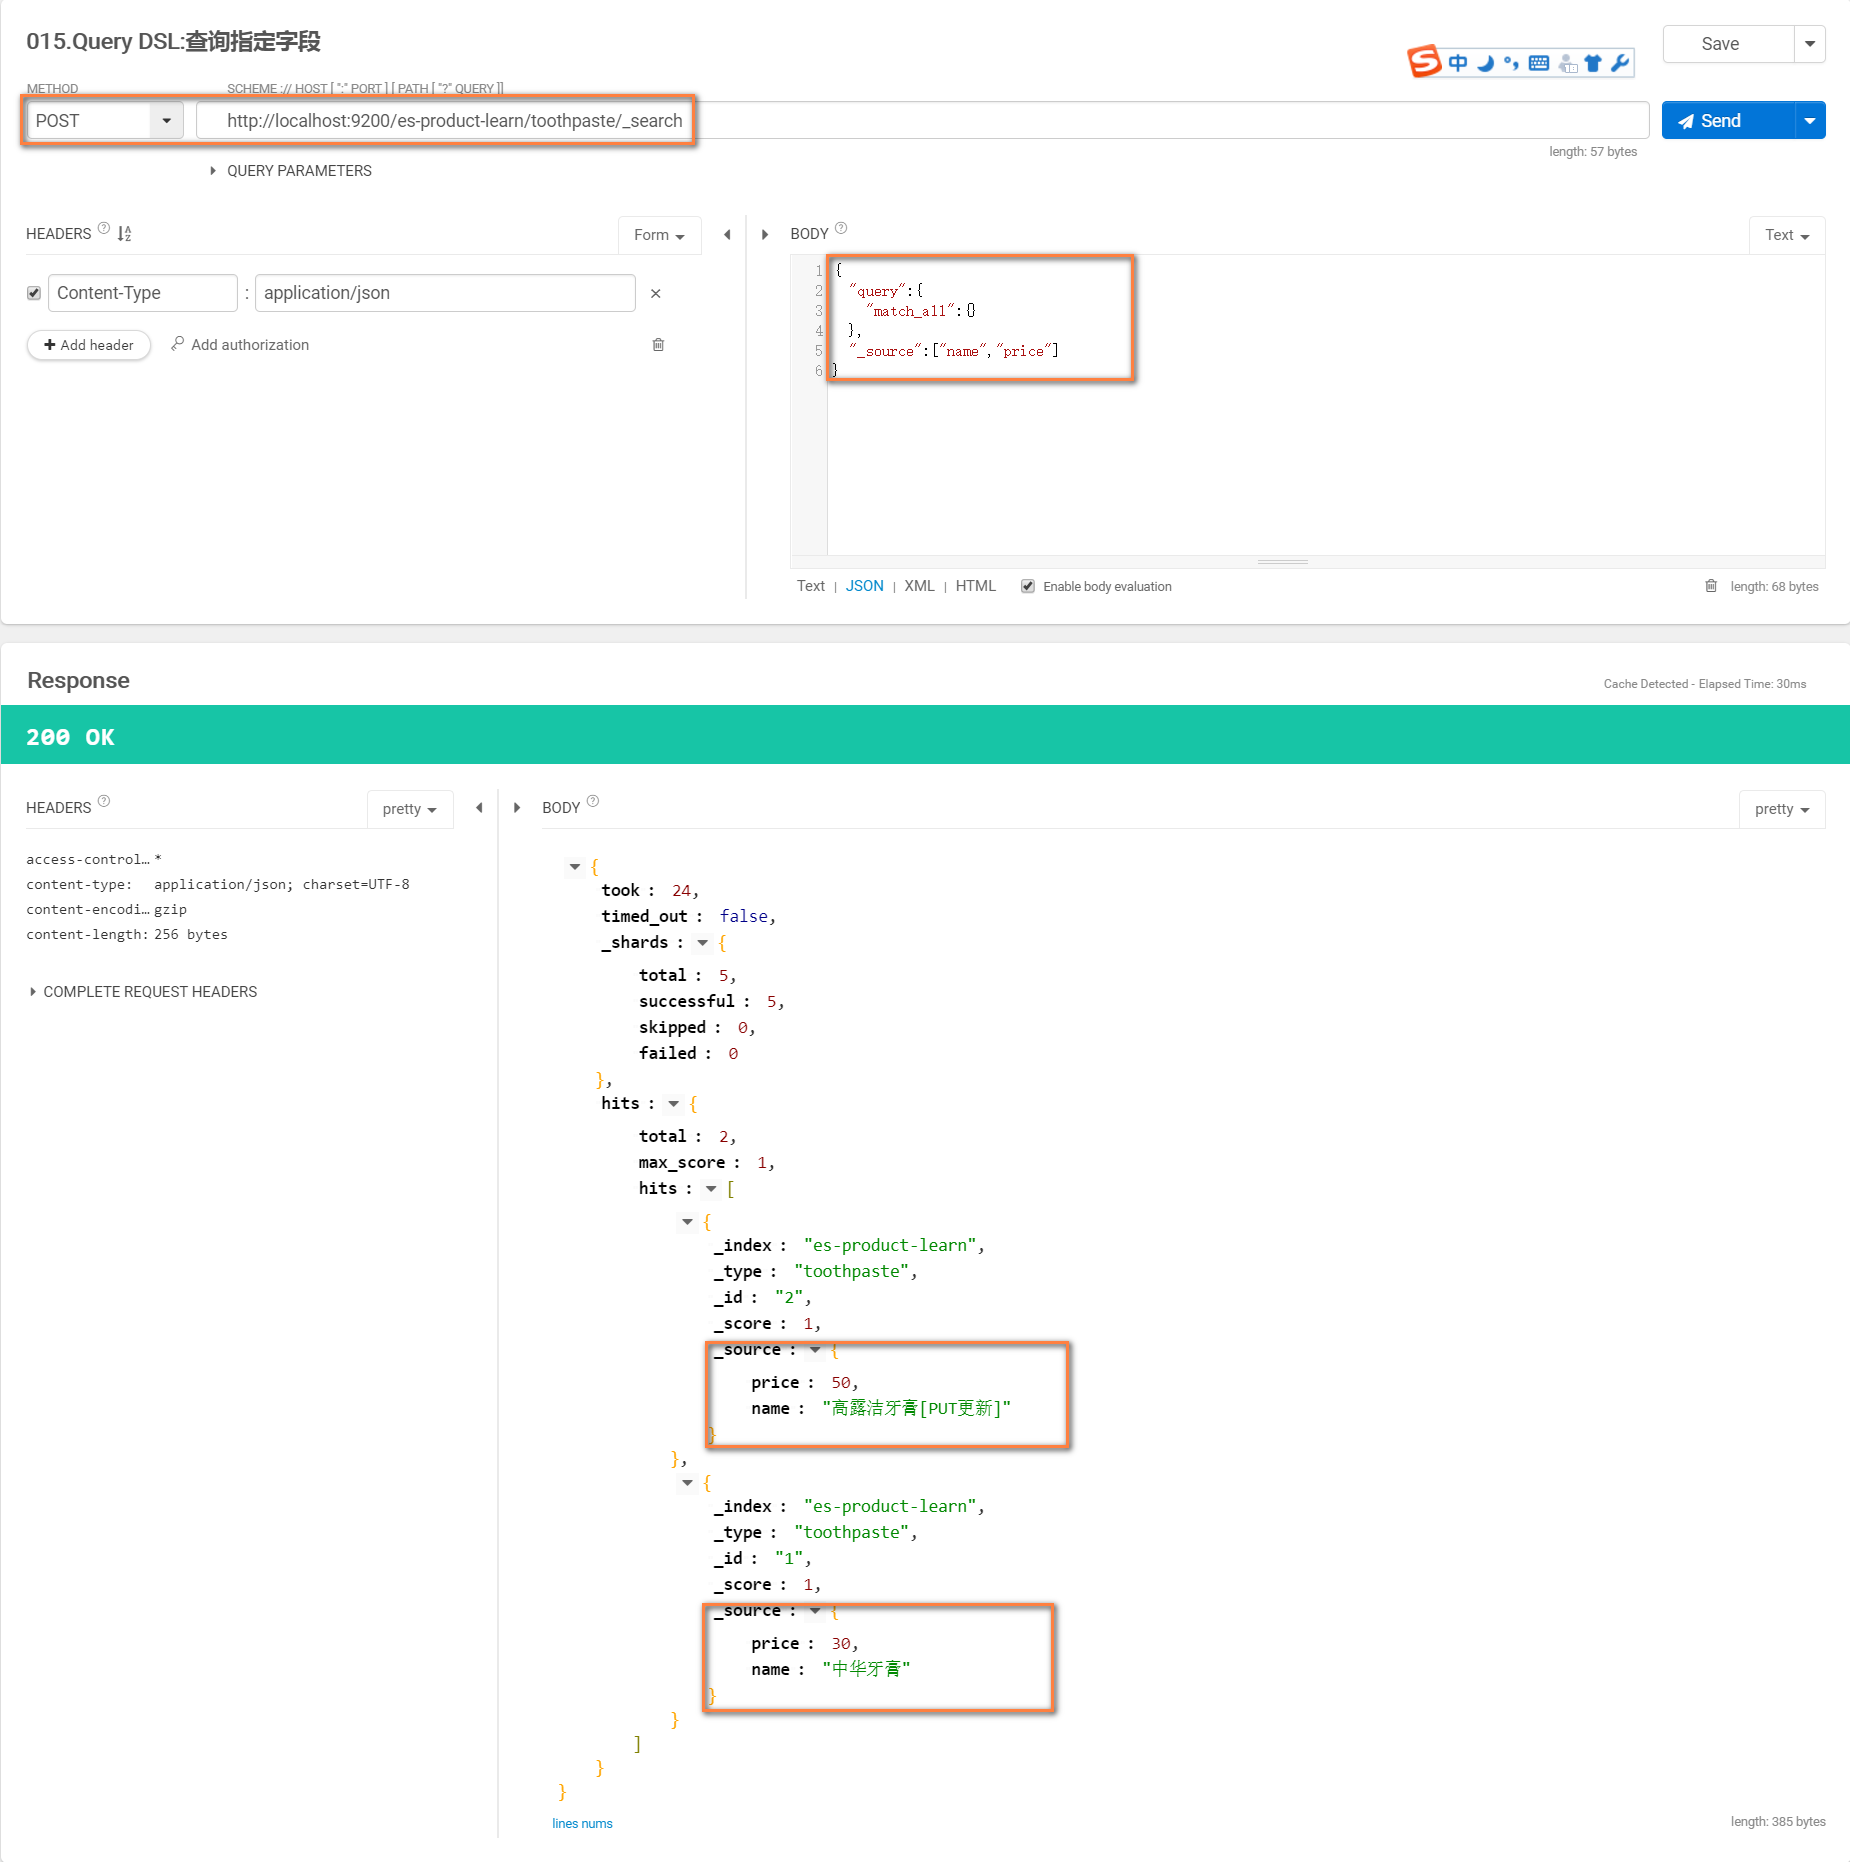 015.Query DSL:查询指定字段
中
Save
METHOD
SCHEME :// HOST [ ":" PORT ] [ PATH [ "?" QUERY ]]
POST
http://localhost:9200/es-product-learn/toothpaste/_search
Send
length: 57 bytes
QUERY PARAMETERS
HEADERS
Form
BODY
Text
Content-Type : application/json
Add header
Add authorization
1 {
2 "query":{
3 "match_all":{}
4 },
5 "_source":["name","price"]
6 }
Text | JSON | XML | HTML
Enable body evaluation
length: 68 bytes
Response
Cache Detected - Elapsed Time: 30ms
200 OK
HEADERS
pretty
BODY
pretty
access-control… *
content-type: application/json; charset=UTF-8
content-encodi… gzip
content-length: 256 bytes
COMPLETE REQUEST HEADERS
{
took : 24,
timed_out : false,
_shards : {
total : 5,
successful : 5,
skipped : 0,
failed : 0
},
hits : {
total : 2,
max_score : 1,
hits : [
{
_index : "es-product-learn",
_type : "toothpaste",
_id : "2",
_score : 1,
_source : {
price : 50,
name : "高露洁牙膏[PUT更新]"
}
},
{
_index : "es-product-learn",
_type : "toothpaste",
_id : "1",
_score : 1,
_source : {
price : 30,
name : "中华牙膏"
}
}
]
}
}
lines nums
length: 385 bytes